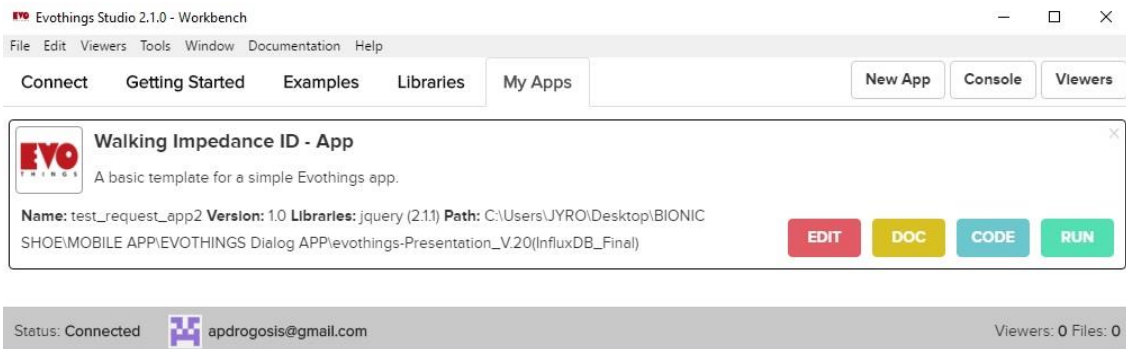 EVO Evothings Studio 2.1.0 - Workbench
File Edit Viewers Tools Window Documentation Help
Connect Getting Started Examples Libraries My Apps New App Console Viewers
EVO THINGS
Walking Impedance ID - App
A basic template for a simple Evothings app.
Name: test_request_app2 Version: 1.0 Libraries: jquery (2.1.1) Path: C:\Users\JYRO\Desktop\BIONIC
SHOE\MOBILE APP\EVOTHINGS Dialog APP\evothings-Presentation_V.20(InfluxDB_Final)
EDIT DOC CODE RUN
Status: Connected apdrogosis@gmail.com Viewers: 0 Files: 0